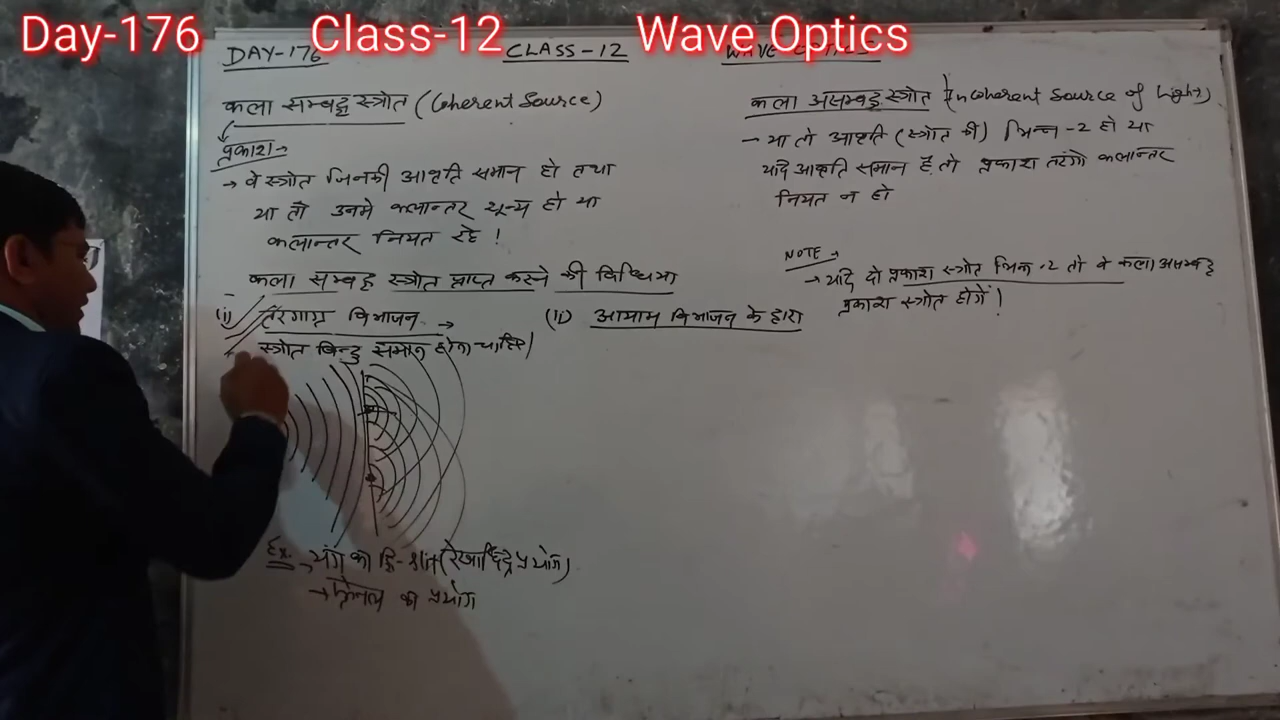 Day-176 Class-12 Wave Optics
DAY-176 CLASS-12 WAVE OPTICS
कला सम्बद्ध स्त्रोत (Coherent Source)
प्रकाश→
→ वे स्त्रोत जिनकी आवृति समान हो तथा
या तो उनमे कलान्तर शून्य हो या
कलान्तर नियत रहे !
कला असम्बद्ध स्त्रोत (Incoherent Source of Light)
→ या तो आवृति (स्त्रोत की) भिन्न-2 हो या
यदि आवृति समान है तो प्रकाश तरंगो कलान्तर
नियत न हो
NOTE→
→ यदि दो प्रकाश स्त्रोत भिन्न-2 तो वे कला असम्बद्ध
प्रकाश स्त्रोत होगें !
कला सम्बद्ध स्त्रोत प्राप्त करने की विधिया
(i) तरंगाग्र विभाजन →
स्त्रोत बिन्दु समान होना चाहिए।
(ii) आयाम विभाजन के द्वारा
Ex. → यंग का द्वि-slit (रेखाछिद्र प्रयोग)
→ फ्रेनल का प्रयोग